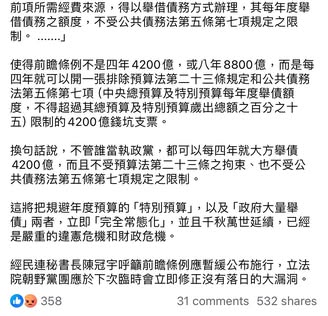 前項所需經費來源，得以舉借債務方式辦理，其每年度舉
借債務之額度，不受公共債務法第五條第七項規定之限
制。 .......」
使得前瞻條例不是四年4200億，或八年8800億，而是每
四年就可以開一張排除預算法第二十三條規定和公共債務
法第五條第七項 (中央總預算及特別預算每年度舉債額
度，不得超過其總預算及特別預算歲出總額之百分之十
五) 限制的4200億錢坑支票。
換句話說，不管誰當執政黨，都可以每四年就大方舉債
4200億，而且不受預算法第二十三條之拘束、也不受公
共債務法第五條第七項規定之限制。
這將把規避年度預算的「特別預算」，以及「政府大量舉
債」兩者，立即「完全常態化」，並且千秋萬世延續，已經
是嚴重的違憲危機和財政危機。
經民連秘書長陳冠宇呼籲前瞻條例應暫緩公布施行，立法
院朝野黨團應於下次臨時會立即修正沒有落日的大漏洞。
358 31 comments 532 shares